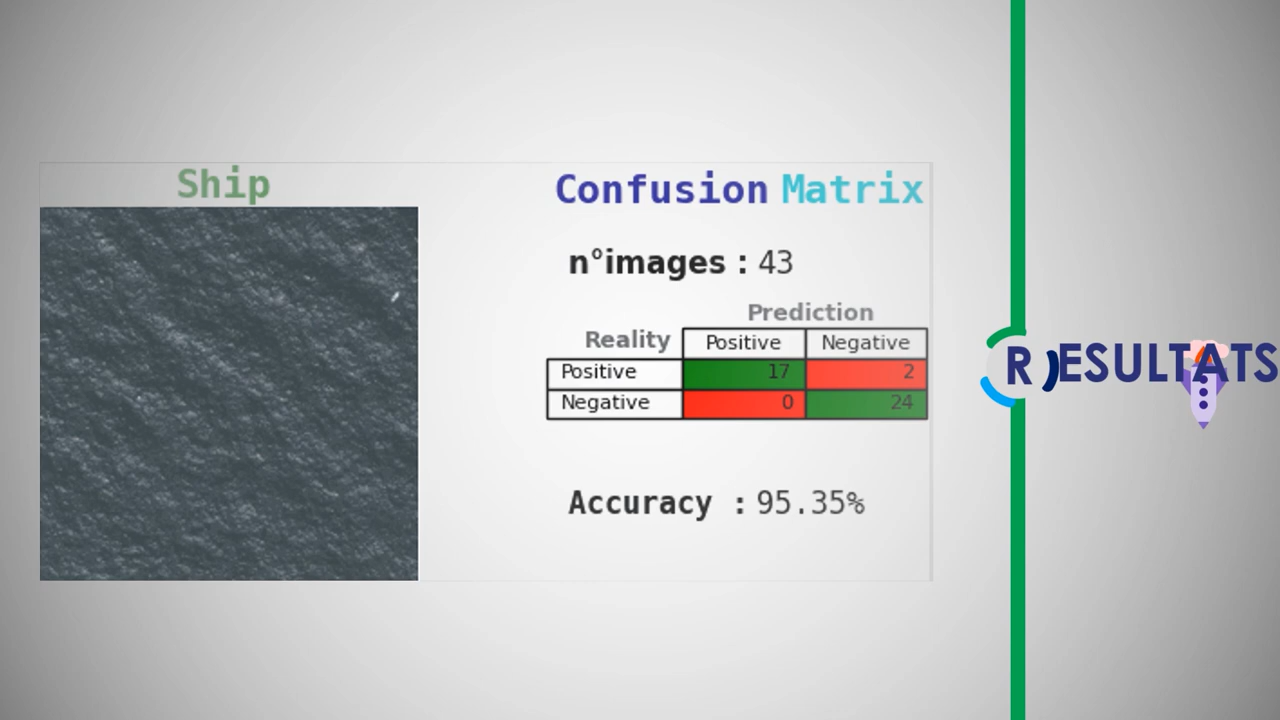 Ship
Confusion Matrix
n°images : 43
Prediction
Reality Positive Negative
Positive 17 2
Negative 0 24
Accuracy : 95.35%
RESULTATS